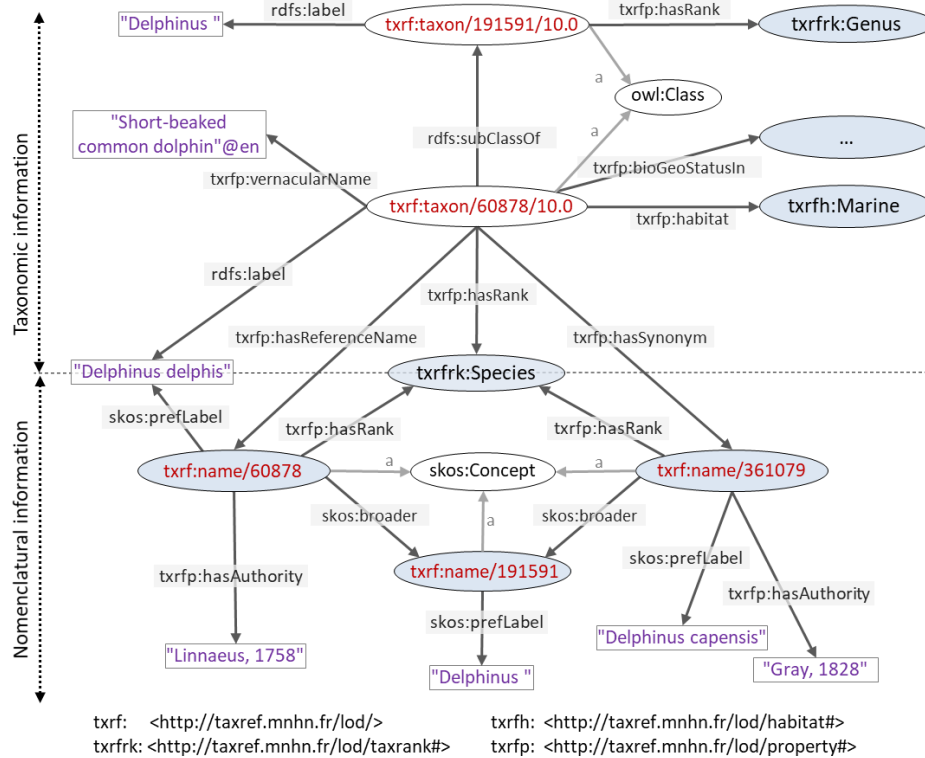 "Delphinus "
rdfs:label
txrf:taxon/191591/10.0
txrfp:hasRank
txrfrk:Genus
a
owl:Class
"Short-beaked
common dolphin"@en
rdfs:subClassOf
a
...
txrfp:bioGeoStatusIn
txrfp:vernacularName
txrf:taxon/60878/10.0
txrfp:habitat
txrfh:Marine
Taxonomic information
rdfs:label
txrfp:hasRank
txrfp:hasReferenceName
txrfp:hasSynonym
"Delphinus delphis"
txrfrk:Species
skos:prefLabel
txrfp:hasRank
txrfp:hasRank
txrf:name/60878
a
skos:Concept
a
txrf:name/361079
Nomenclatural information
skos:broader
a
skos:broader
txrfp:hasAuthority
txrf:name/191591
skos:prefLabel
txrfp:hasAuthority
skos:prefLabel
"Linnaeus, 1758"
"Delphinus "
"Delphinus capensis"
"Gray, 1828"
txrf: <http://taxref.mnhn.fr/lod/>
txrfh: <http://taxref.mnhn.fr/lod/habitat#>
txrfrk: <http://taxref.mnhn.fr/lod/taxrank#>
txrfp: <http://taxref.mnhn.fr/lod/property#>